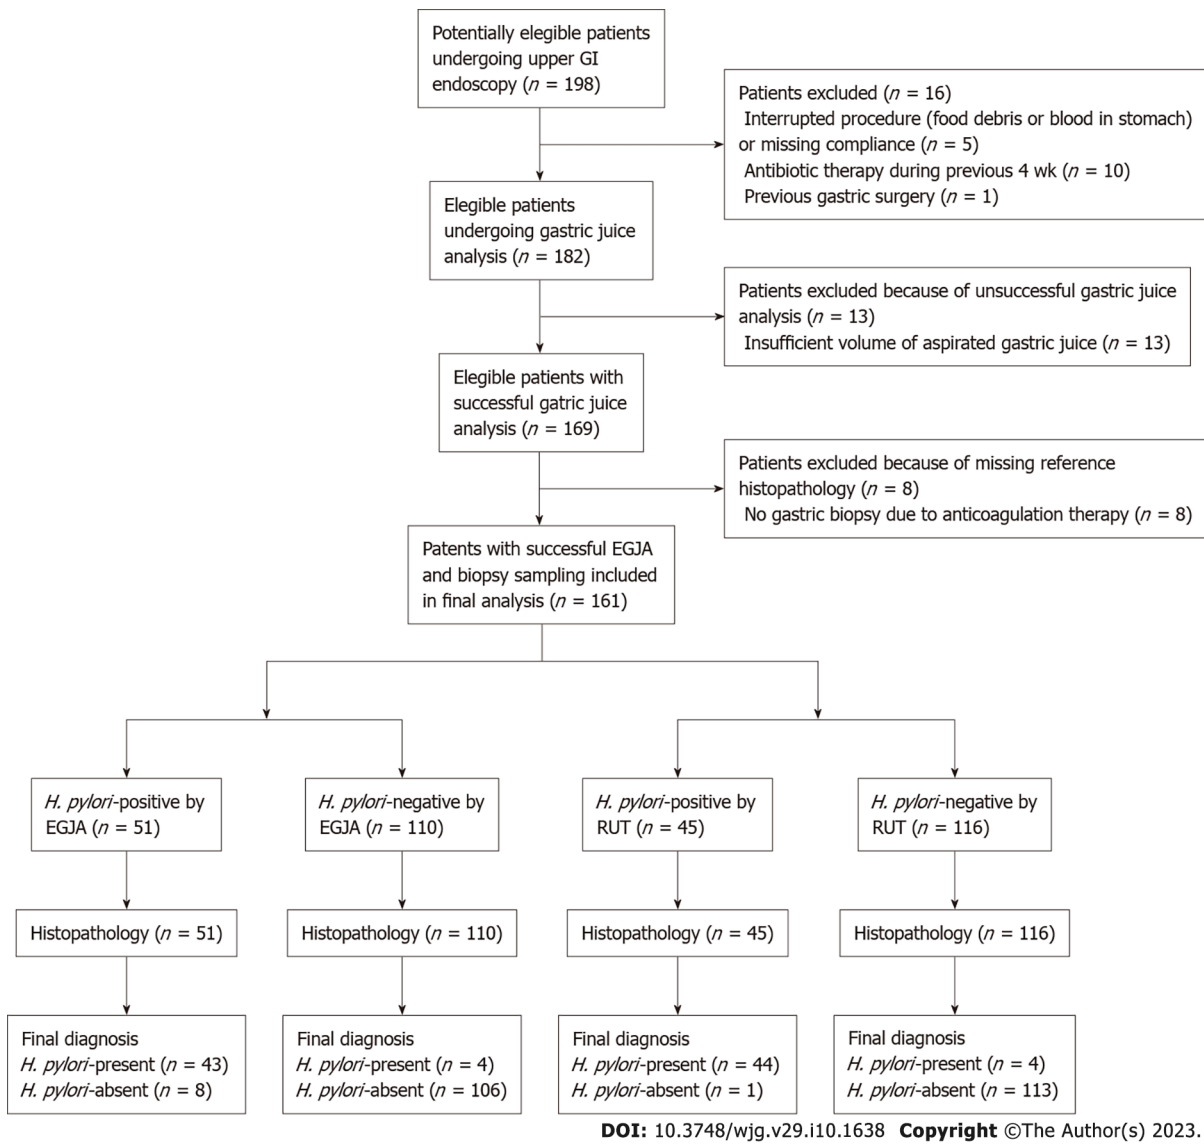 Potentially elegible patients
undergoing upper GI
endoscopy (n = 198)
Patients excluded (n = 16)
Interrupted procedure (food debris or blood in stomach)
or missing compliance (n = 5)
Antibiotic therapy during previous 4 wk (n = 10)
Previous gastric surgery (n = 1)
Elegible patients
undergoing gastric juice
analysis (n = 182)
Patients excluded because of unsuccessful gastric juice
analysis (n = 13)
Insufficient volume of aspirated gastric juice (n = 13)
Elegible patients with
successful gatric juice
analysis (n = 169)
Patients excluded because of missing reference
histopathology (n = 8)
No gastric biopsy due to anticoagulation therapy (n = 8)
Patents with successful EGJA
and biopsy sampling included
in final analysis (n = 161)
H. pylori-positive by
EGJA (n = 51)
H. pylori-negative by
EGJA (n = 110)
H. pylori-positive by
RUT (n = 45)
H. pylori-negative by
RUT (n = 116)
Histopathology (n = 51)
Histopathology (n = 110)
Histopathology (n = 45)
Histopathology (n = 116)
Final diagnosis
H. pylori-present (n = 43)
H. pylori-absent (n = 8)
Final diagnosis
H. pylori-present (n = 4)
H. pylori-absent (n = 106)
Final diagnosis
H. pylori-present (n = 44)
H. pylori-absent (n = 1)
Final diagnosis
H. pylori-present (n = 4)
H. pylori-absent (n = 113)
DOI: 10.3748/wjg.v29.i10.1638 Copyright ©The Author(s) 2023.